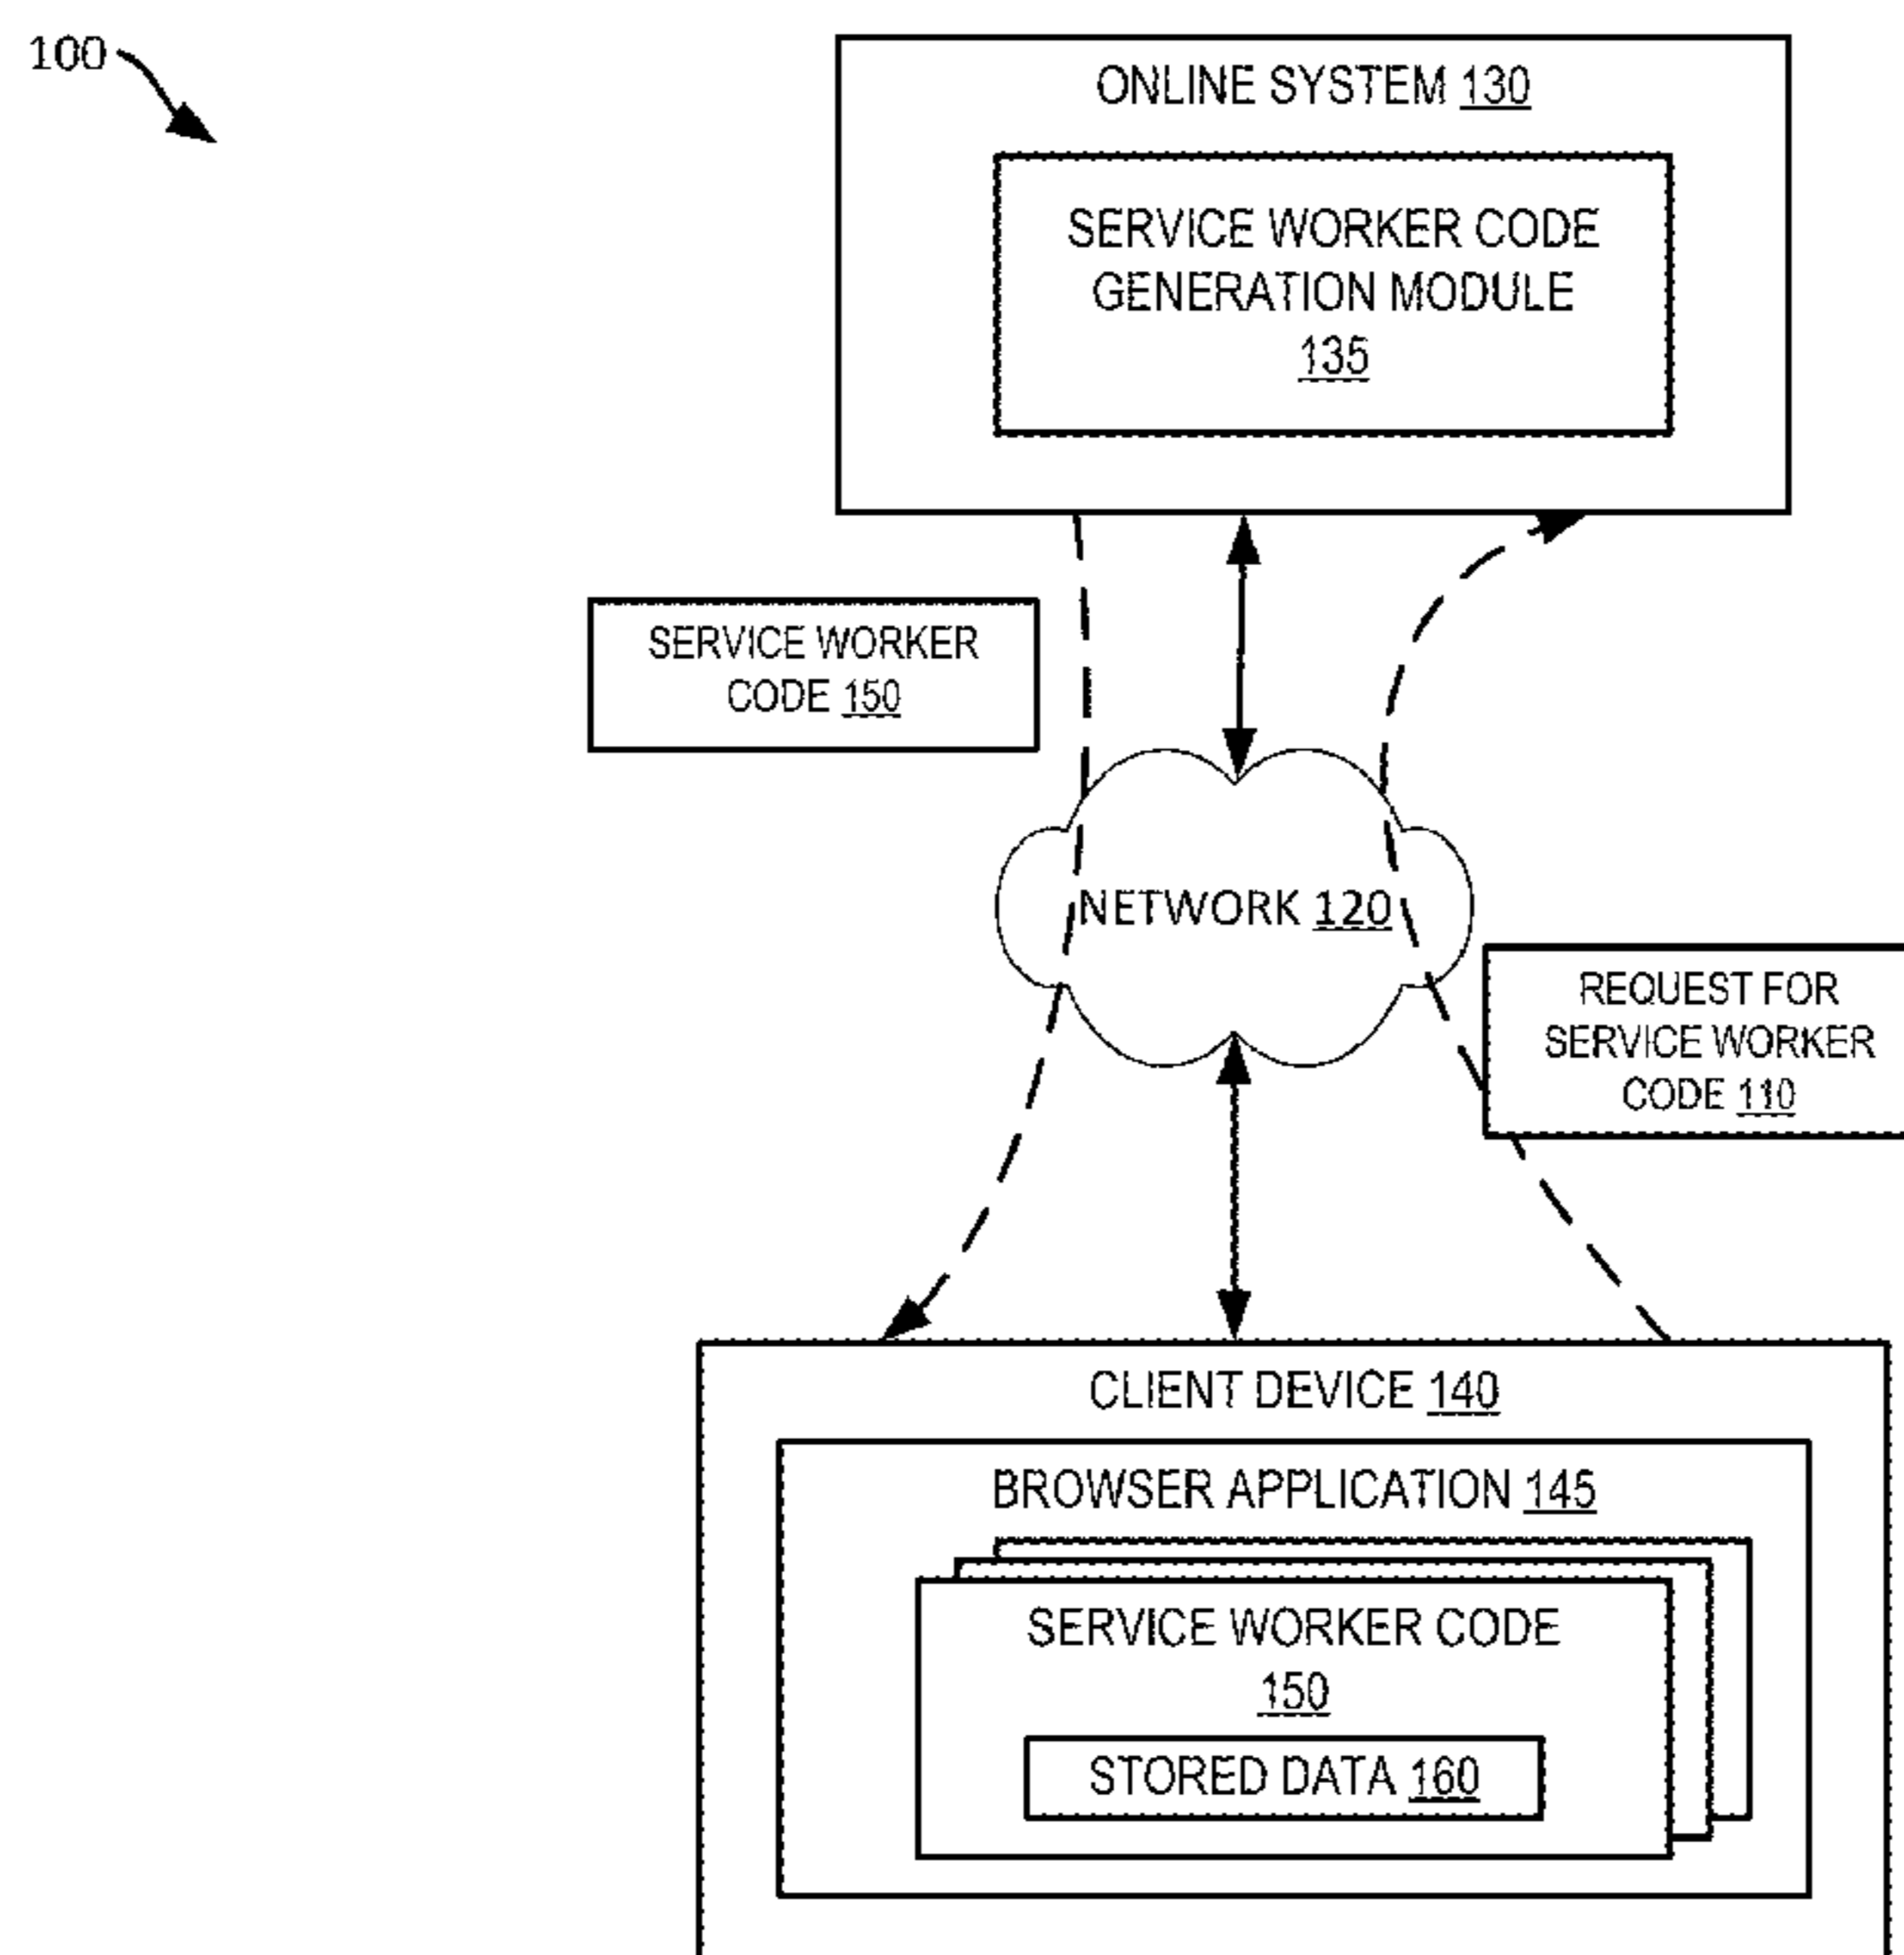 100
ONLINE SYSTEM 130
SERVICE WORKER CODE
GENERATION MODULE
135
SERVICE WORKER
CODE 150
NETWORK 120
REQUEST FOR
SERVICE WORKER
CODE 110
CLIENT DEVICE 140
BROWSER APPLICATION 145
SERVICE WORKER CODE
150
STORED DATA 160